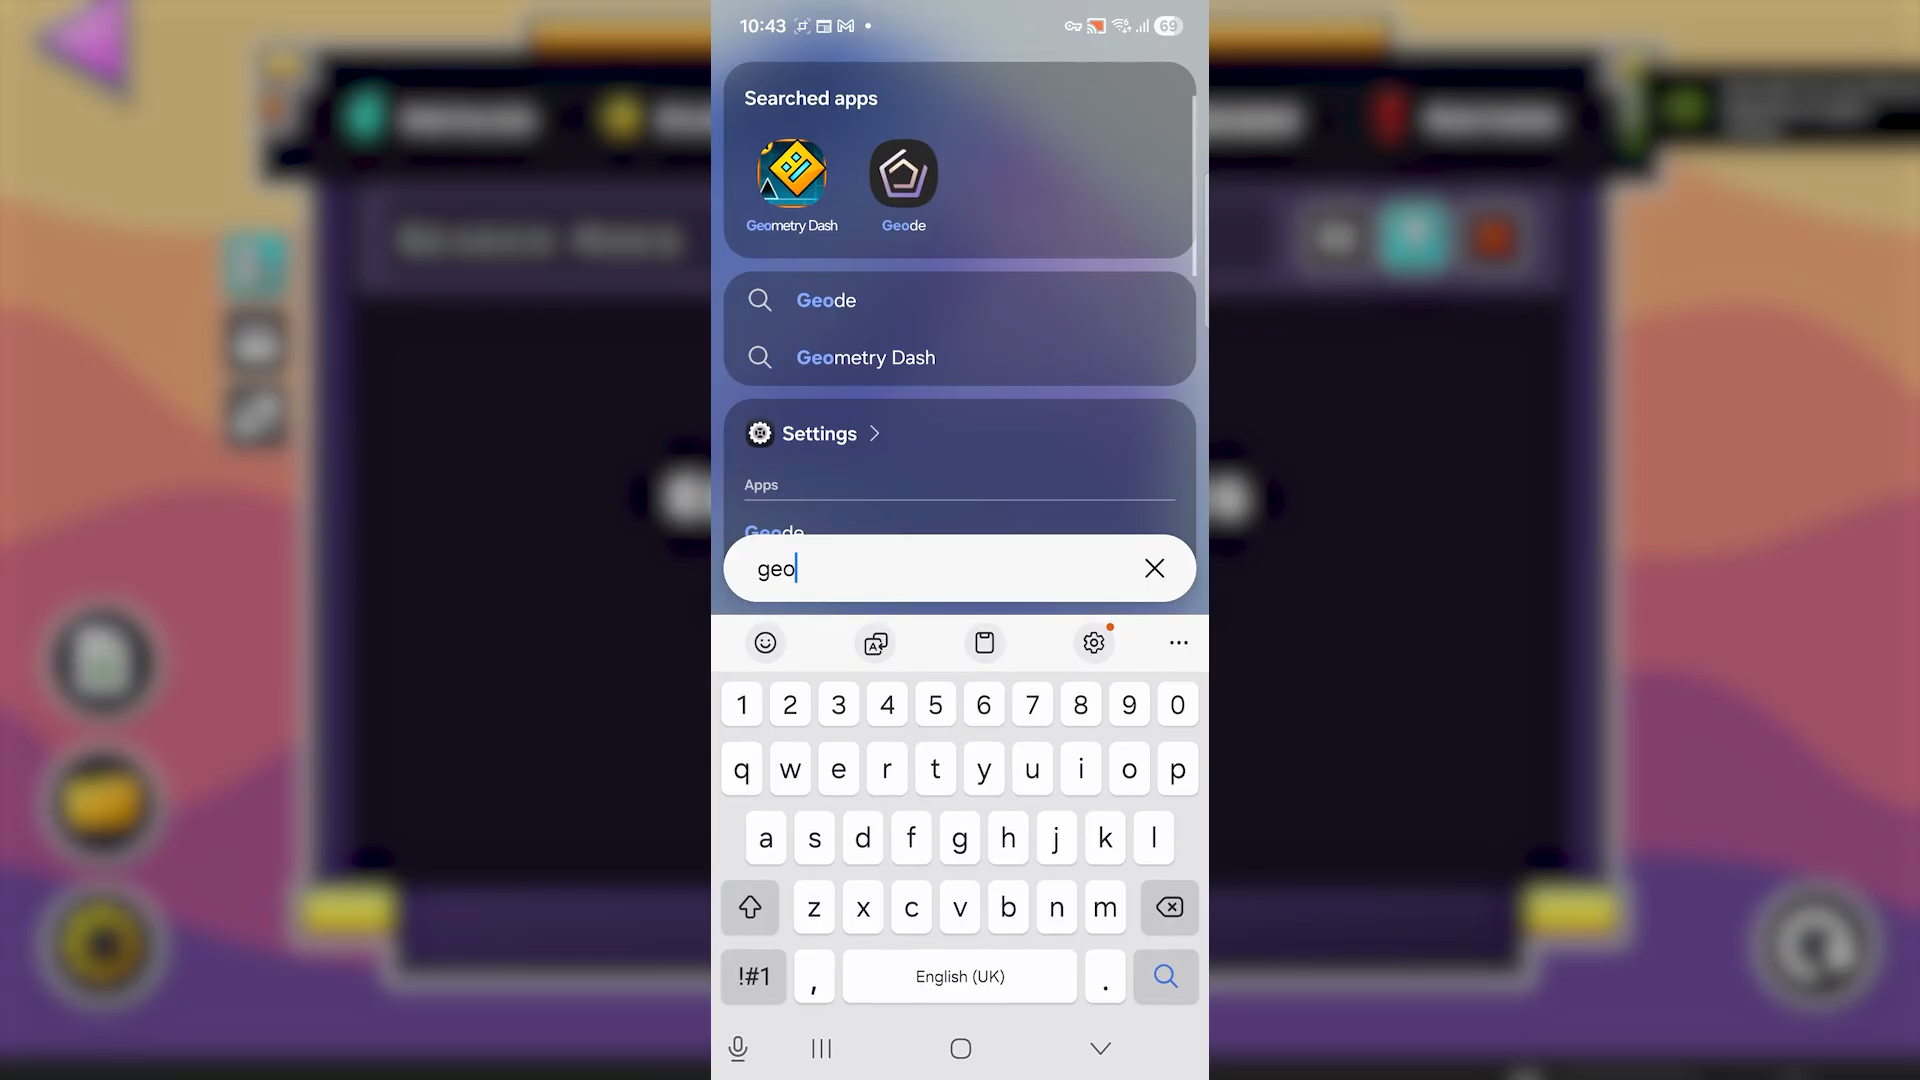 10:43
69
Searched apps
Geometry Dash
Geode
Geode
Geometry Dash
Settings
Apps
Geode
geo
1 2 3 4 5 6 7 8 9 0
q w e r t y u i o p
a s d f g h j k l
z x c v b n m
!#1 , English (UK) .